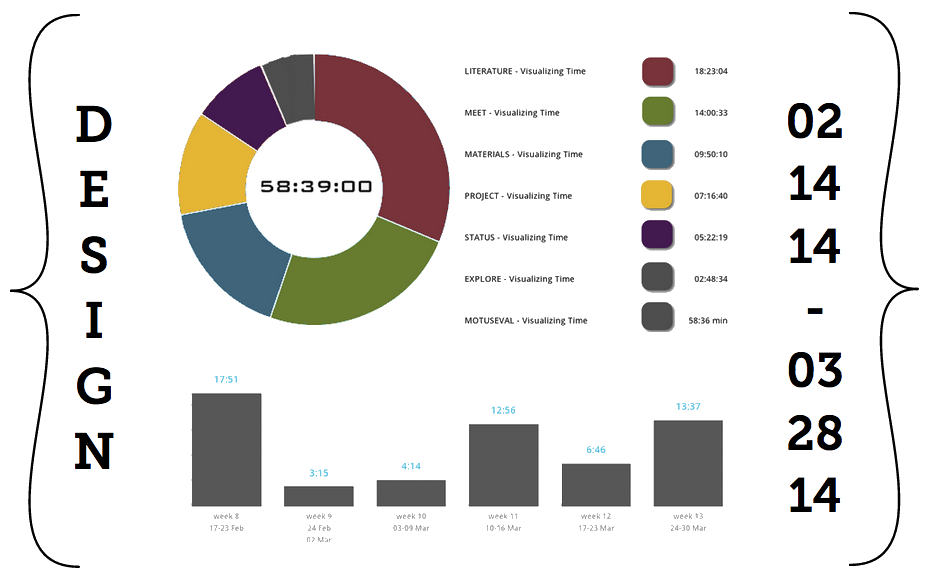 D
E
S
I
G
N
58:39:00
LITERATURE - Visualizing Time 18:23:04
MEET - Visualizing Time 14:00:33
MATERIALS - Visualizing Time 09:50:10
PROJECT - Visualizing Time 07:16:40
STATUS - Visualizing Time 05:22:19
EXPLORE - Visualizing Time 02:48:34
MOTUSEVAL - Visualizing Time 58:36 min
17:51
3:15
4:14
12:56
6:46
13:37
week 8
17-23 Feb
week 9
24 Feb
02 Mar
week 10
03-09 Mar
week 11
10-16 Mar
week 12
17-23 Mar
week 13
24-30 Mar
02
14
14
-
03
28
14